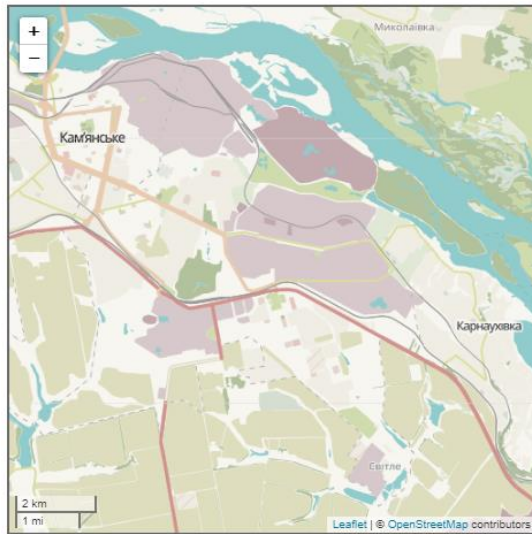 +
Миколаївка
−
Кам'янське
Карнаухівка
Світле
2 km
1 mi
Leaflet | © OpenStreetMap contributors